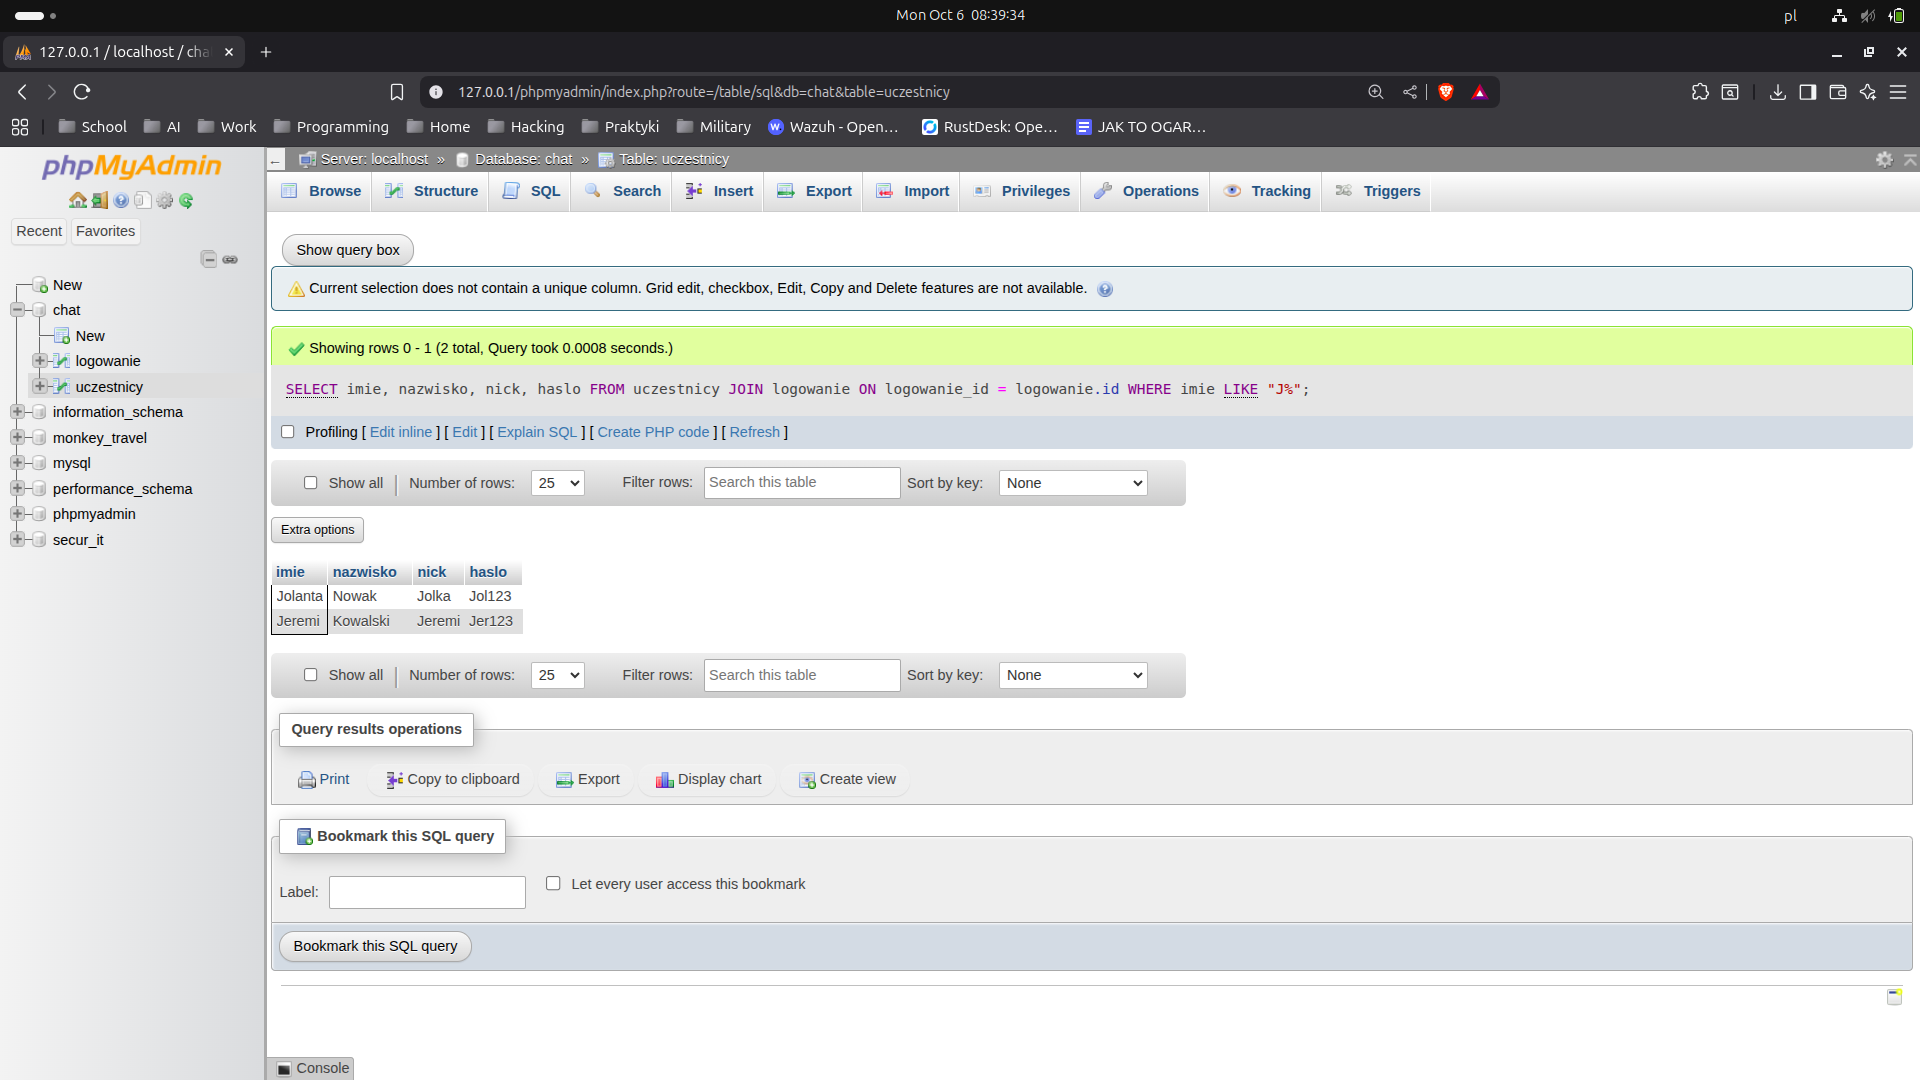 Mon Oct 6 08:39:34
pl
127.0.0.1 / localhost / cha
127.0.0.1/phpmyadmin/index.php?route=/table/sql&db=chat&table=uczestnicy
School
AI
Work
Programming
Home
Hacking
Praktyki
Military
Wazuh - Open...
RustDesk: Ope...
JAK TO OGAR...
phpMyAdmin
Recent
Favorites
New
chat
New
logowanie
uczestnicy
information_schema
monkey_travel
mysql
performance_schema
phpmyadmin
secur_it
Server: localhost » Database: chat » Table: uczestnicy
Browse
Structure
SQL
Search
Insert
Export
Import
Privileges
Operations
Tracking
Triggers
Show query box
Current selection does not contain a unique column. Grid edit, checkbox, Edit, Copy and Delete features are not available.
Showing rows 0 - 1 (2 total, Query took 0.0008 seconds.)
SELECT imie, nazwisko, nick, haslo FROM uczestnicy JOIN logowanie ON logowanie_id = logowanie.id WHERE imie LIKE "J%";
Profiling [ Edit inline ] [ Edit ] [ Explain SQL ] [ Create PHP code ] [ Refresh ]
Show all
Number of rows: 25
Filter rows: Search this table
Sort by key: None
Extra options
imie nazwisko nick haslo
Jolanta Nowak Jolka Jol123
Jeremi Kowalski Jeremi Jer123
Show all
Number of rows: 25
Filter rows: Search this table
Sort by key: None
Query results operations
Print
Copy to clipboard
Export
Display chart
Create view
Bookmark this SQL query
Label:
Let every user access this bookmark
Bookmark this SQL query
Console